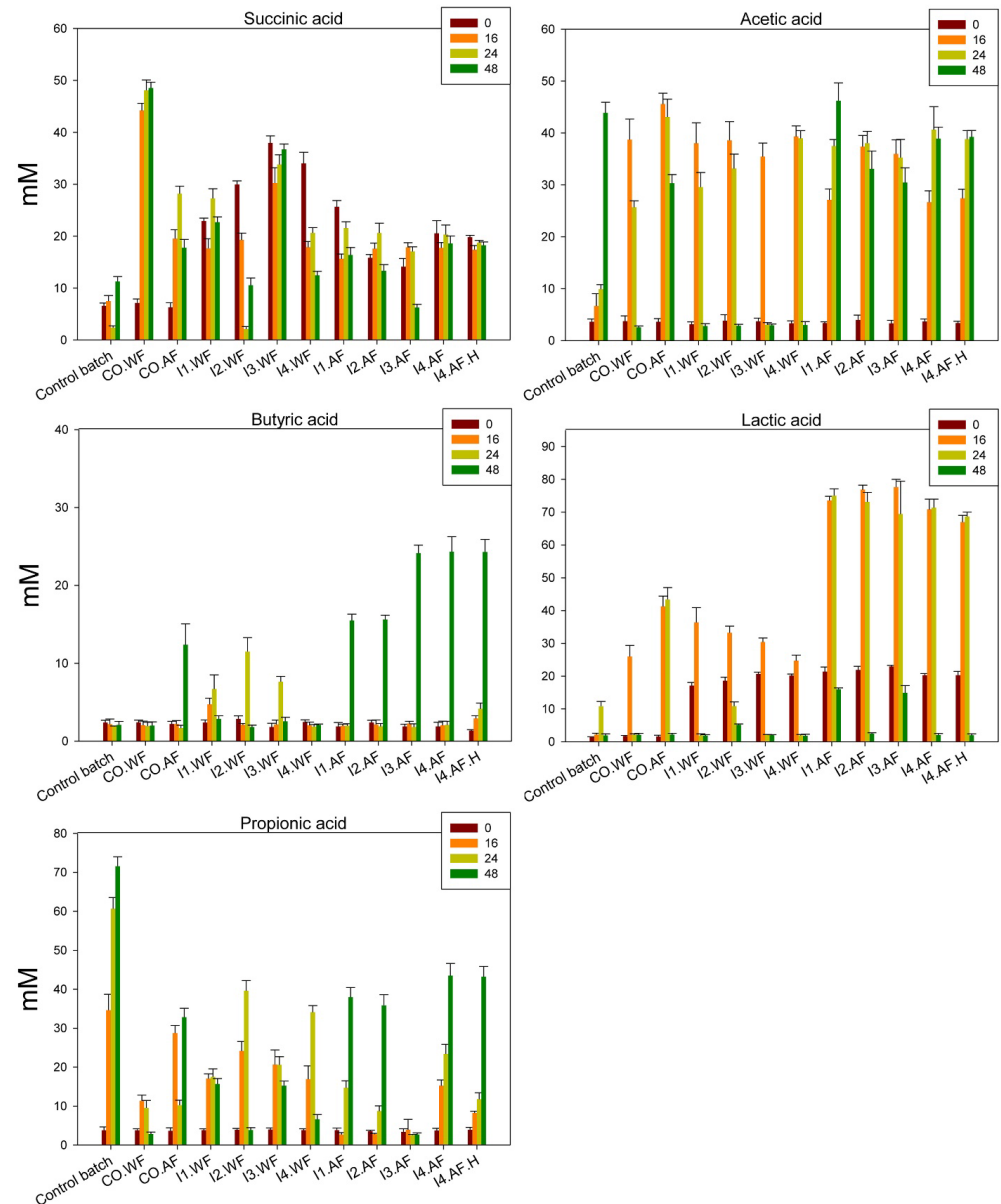 Succinic acid
0
16
24
48
60
50
40
30
20
10
0
mM
Control batch
CO.WF
CO.AF
I1.WF
I2.WF
I3.WF
I4.WF
I1.AF
I2.AF
I3.AF
I4.AF
I4.AF.H
Acetic acid
0
16
24
48
60
50
40
30
20
10
0
Control batch
CO.WF
CO.AF
I1.WF
I2.WF
I3.WF
I4.WF
I1.AF
I2.AF
I3.AF
I4.AF
I4.AF.H
Butyric acid
0
16
24
48
40
30
20
10
0
mM
Control batch
CO.WF
CO.AF
I1.WF
I2.WF
I3.WF
I4.WF
I1.AF
I2.AF
I3.AF
I4.AF
I4.AF.H
Lactic acid
0
16
24
48
90
80
70
60
50
40
30
20
10
0
Control batch
CO.WF
CO.AF
I1.WF
I2.WF
I3.WF
I4.WF
I1.AF
I2.AF
I3.AF
I4.AF
I4.AF.H
Propionic acid
0
16
24
48
80
70
60
50
40
30
20
10
0
mM
Control batch
CO.WF
CO.AF
I1.WF
I2.WF
I3.WF
I4.WF
I1.AF
I2.AF
I3.AF
I4.AF
I4.AF.H